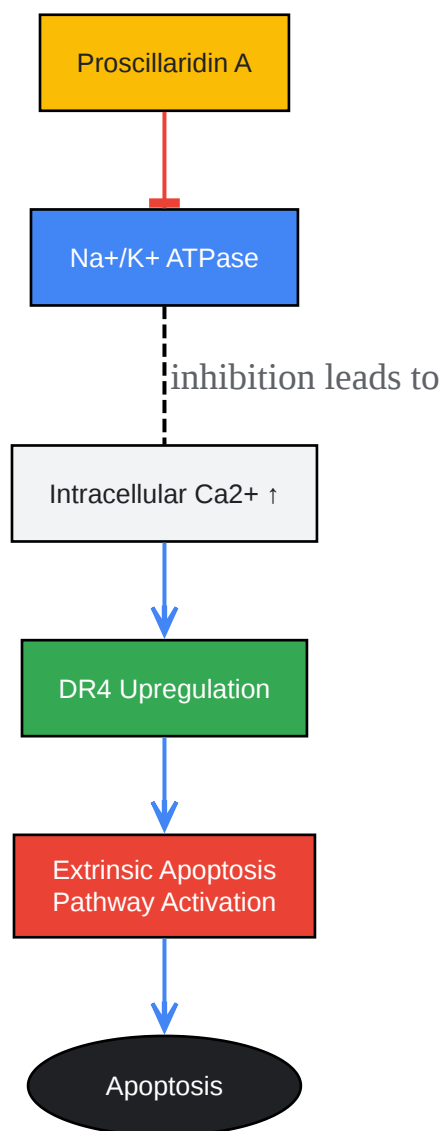 Proscillaridin A
Na+/K+ ATPase
inhibition leads to
Intracellular Ca2+ ↑
DR4 Upregulation
Extrinsic Apoptosis
Pathway Activation
Apoptosis